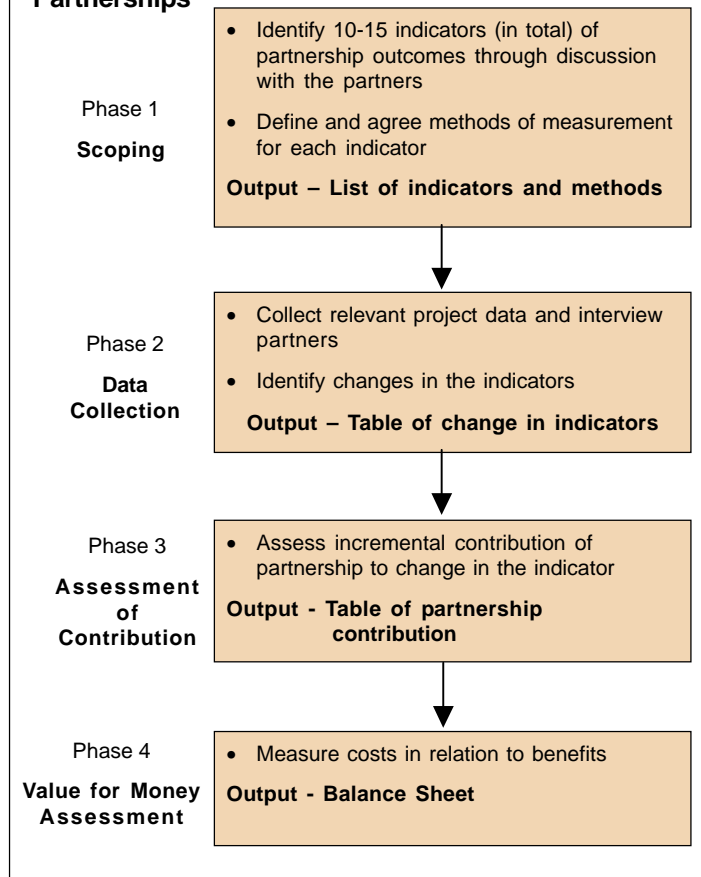 Partnerships
Phase 1
Scoping
• Identify 10-15 indicators (in total) of
partnership outcomes through discussion
with the partners
• Define and agree methods of measurement
for each indicator
Output – List of indicators and methods
Phase 2
Data
Collection
• Collect relevant project data and interview
partners
• Identify changes in the indicators
Output – Table of change in indicators
Phase 3
Assessment
of
Contribution
• Assess incremental contribution of
partnership to change in the indicator
Output - Table of partnership
contribution
Phase 4
Value for Money
Assessment
• Measure costs in relation to benefits
Output - Balance Sheet